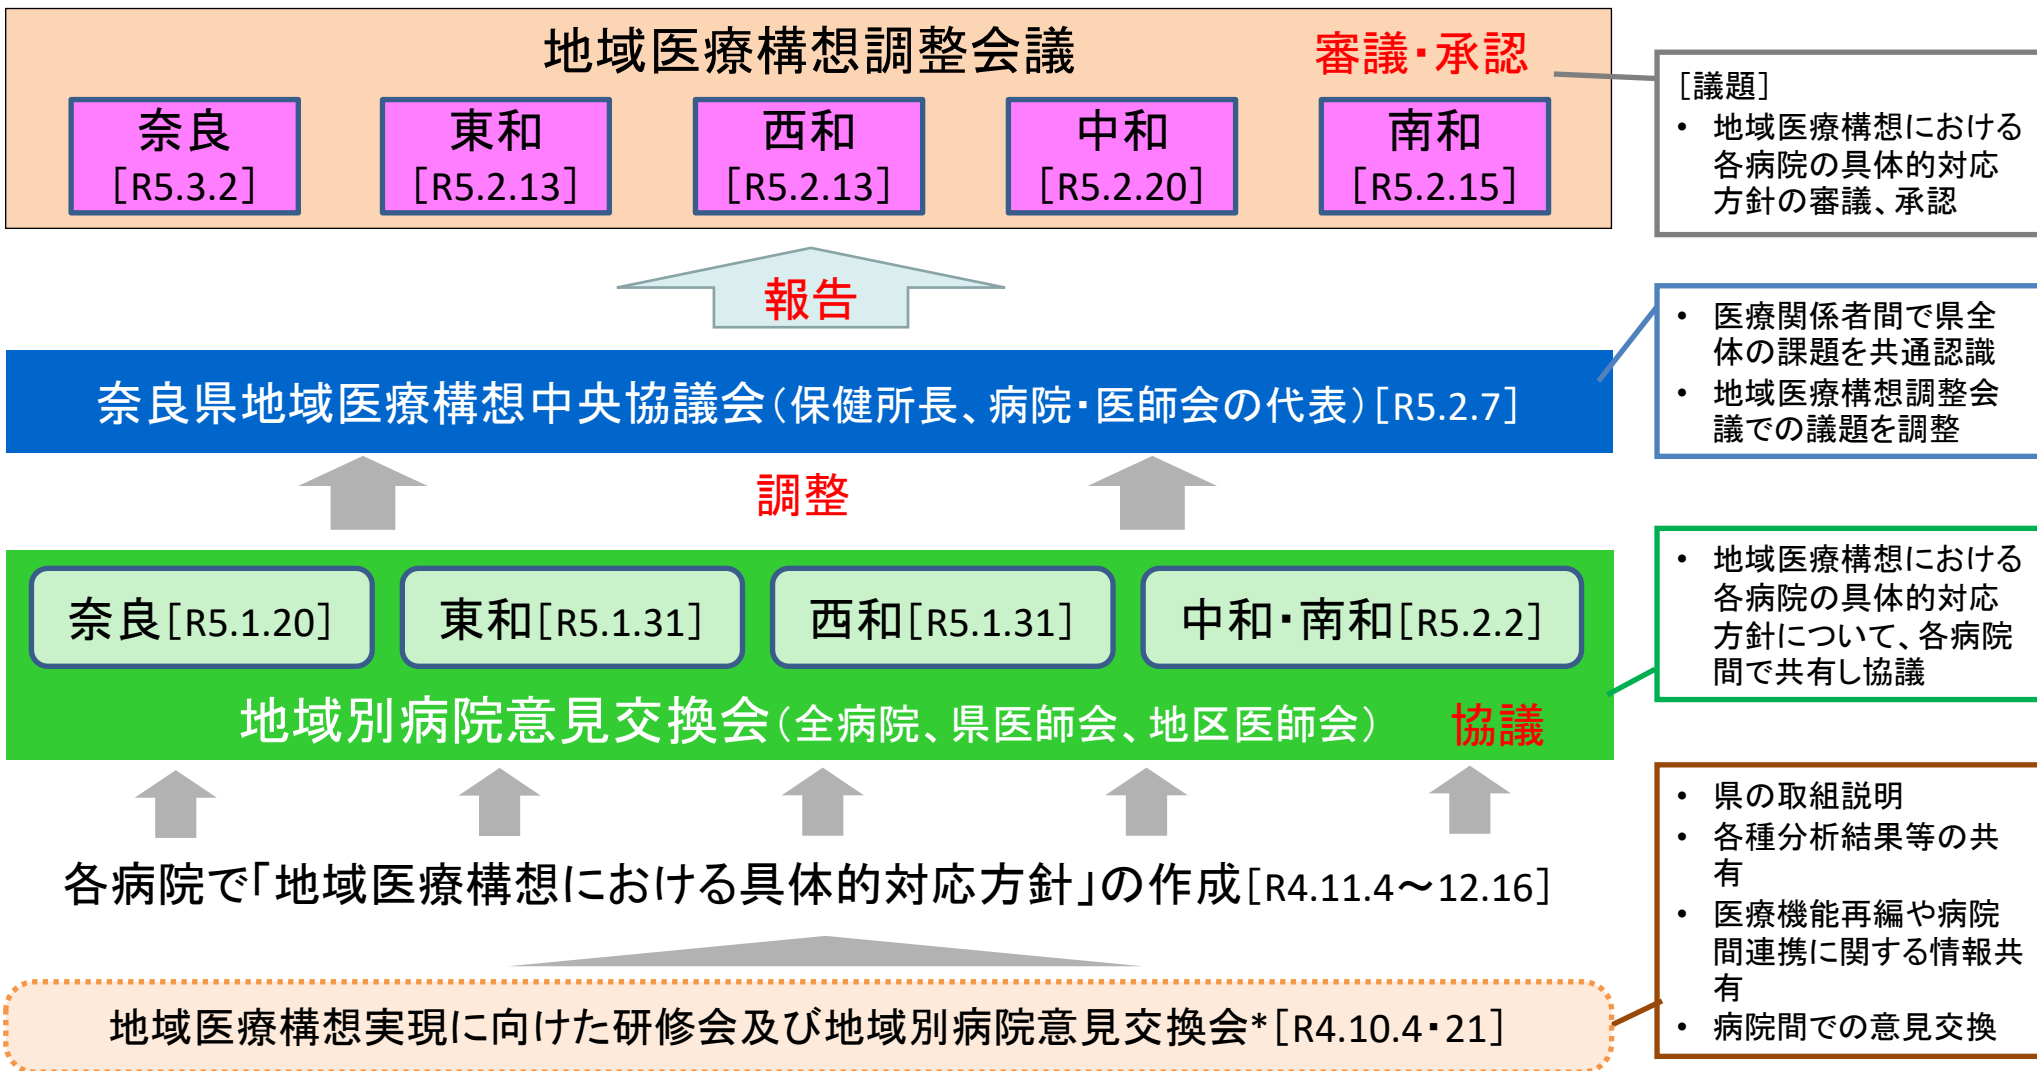 地域医療構想調整会議
審議・承認
奈良
［R5.3.2］
東和
［R5.2.13］
西和
［R5.2.13］
中和
［R5.2.20］
南和
［R5.2.15］
［議題］
• 地域医療構想における
各病院の具体的対応
方針の審議、承認
報告
奈良県地域医療構想中央協議会（保健所長、病院・医師会の代表）［R5.2.7］
• 医療関係者間で県全
体の課題を共通認識
• 地域医療構想調整会
議での議題を調整
調整
奈良［R5.1.20］
東和［R5.1.31］
西和［R5.1.31］
中和・南和［R5.2.2］
地域別病院意見交換会（全病院、県医師会、地区医師会）
協議
• 地域医療構想における
各病院の具体的対応
方針について、各病院
間で共有し協議
各病院で「地域医療構想における具体的対応方針」の作成［R4.11.4～12.16］
地域医療構想実現に向けた研修会及び地域別病院意見交換会*［R4.10.4・21］
• 県の取組説明
• 各種分析結果等の共
有
• 医療機能再編や病院
間連携に関する情報共
有
• 病院間での意見交換